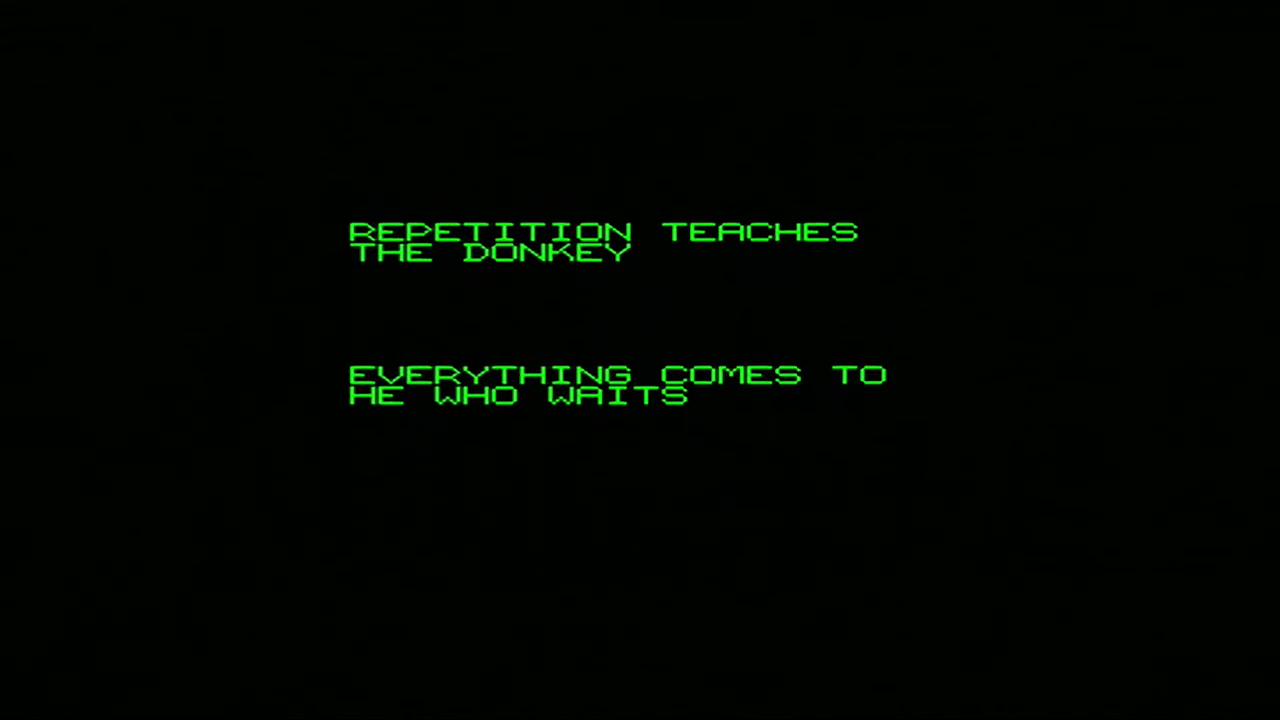 REPETITION TEACHES
THE DONKEY
EVERYTHING COMES TO
HE WHO WAITS